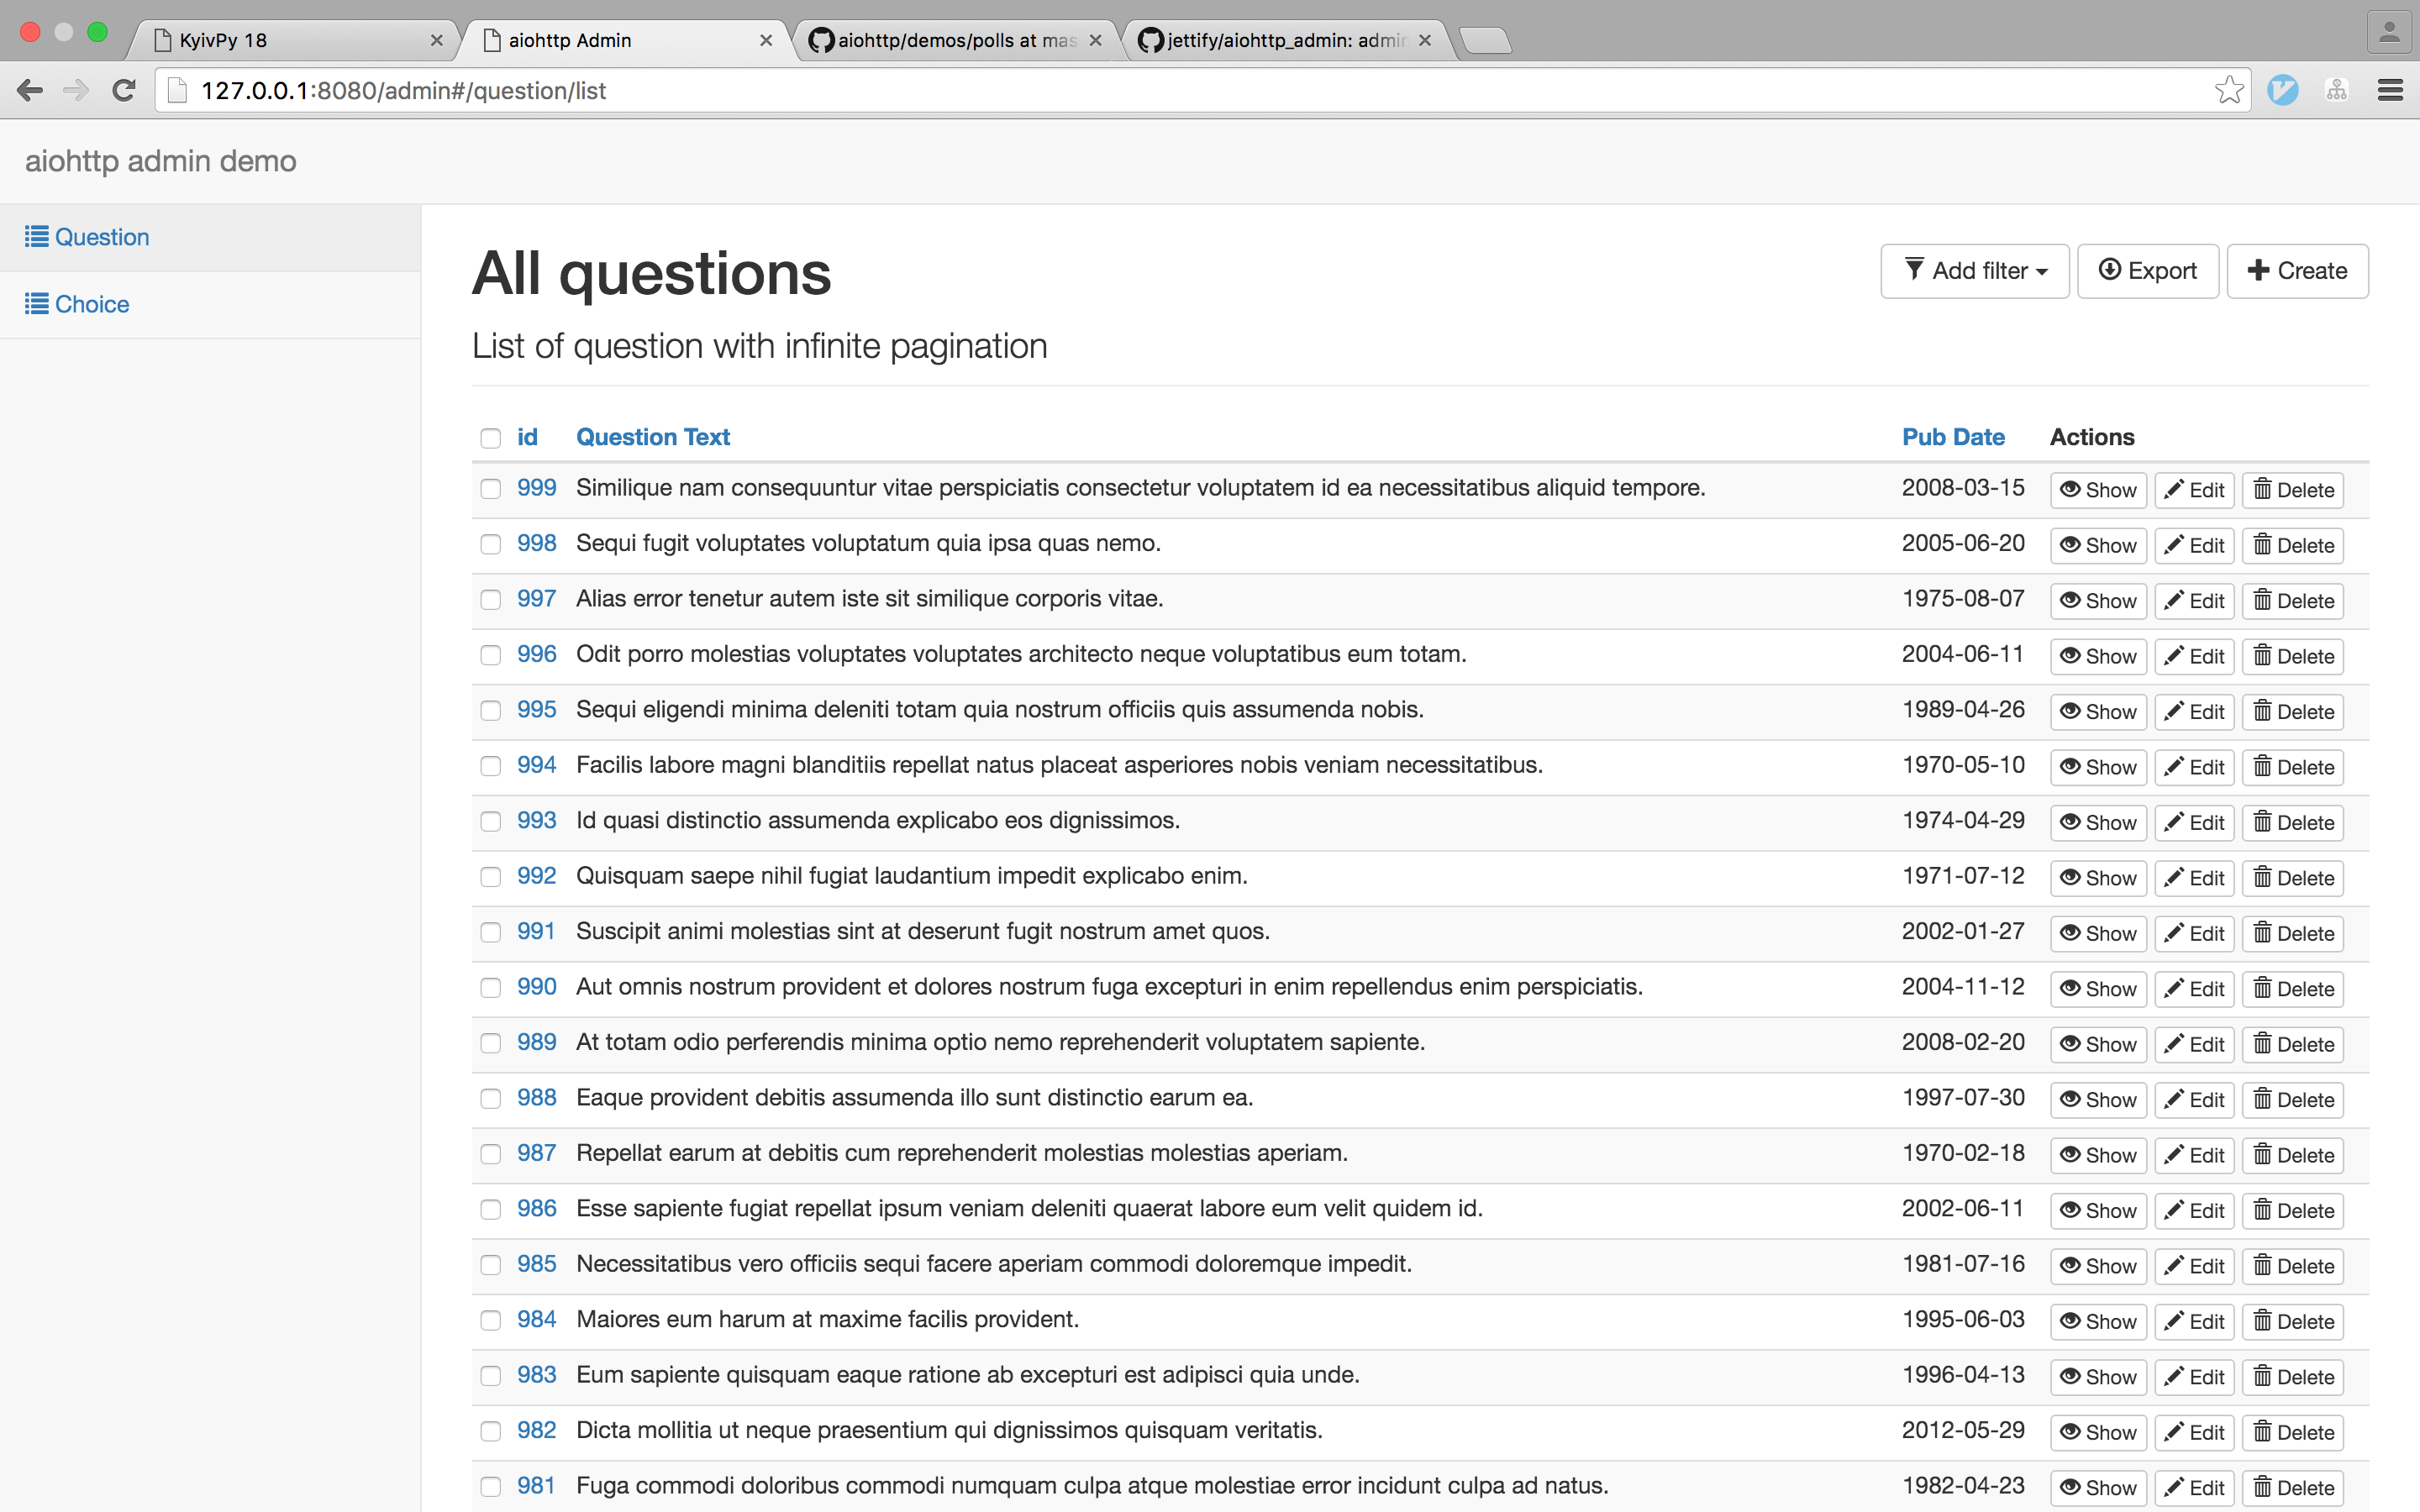 KyivPy 18
aiohttp Admin
aiohttp/demos/polls at mas
jettify/aiohttp_admin: admin
127.0.0.1:8080/admin#/question/list
aiohttp admin demo
Question
Choice
All questions
Add filter
Export
Create
List of question with infinite pagination
id Question Text Pub Date Actions
999 Similique nam consequuntur vitae perspiciatis consectetur voluptatem id ea necessitatibus aliquid tempore. 2008-03-15 Show Edit Delete
998 Sequi fugit voluptates voluptatum quia ipsa quas nemo. 2005-06-20 Show Edit Delete
997 Alias error tenetur autem iste sit similique corporis vitae. 1975-08-07 Show Edit Delete
996 Odit porro molestias voluptates voluptates architecto neque voluptatibus eum totam. 2004-06-11 Show Edit Delete
995 Sequi eligendi minima deleniti totam quia nostrum officiis quis assumenda nobis. 1989-04-26 Show Edit Delete
994 Facilis labore magni blanditiis repellat natus placeat asperiores nobis veniam necessitatibus. 1970-05-10 Show Edit Delete
993 Id quasi distinctio assumenda explicabo eos dignissimos. 1974-04-29 Show Edit Delete
992 Quisquam saepe nihil fugiat laudantium impedit explicabo enim. 1971-07-12 Show Edit Delete
991 Suscipit animi molestias sint at deserunt fugit nostrum amet quos. 2002-01-27 Show Edit Delete
990 Aut omnis nostrum provident et dolores nostrum fuga excepturi in enim repellendus enim perspiciatis. 2004-11-12 Show Edit Delete
989 At totam odio perferendis minima optio nemo reprehenderit voluptatem sapiente. 2008-02-20 Show Edit Delete
988 Eaque provident debitis assumenda illo sunt distinctio earum ea. 1997-07-30 Show Edit Delete
987 Repellat earum at debitis cum reprehenderit molestias molestias aperiam. 1970-02-18 Show Edit Delete
986 Esse sapiente fugiat repellat ipsum veniam deleniti quaerat labore eum velit quidem id. 2002-06-11 Show Edit Delete
985 Necessitatibus vero officiis sequi facere aperiam commodi doloremque impedit. 1981-07-16 Show Edit Delete
984 Maiores eum harum at maxime facilis provident. 1995-06-03 Show Edit Delete
983 Eum sapiente quisquam eaque ratione ab excepturi est adipisci quia unde. 1996-04-13 Show Edit Delete
982 Dicta mollitia ut neque praesentium qui dignissimos quisquam veritatis. 2012-05-29 Show Edit Delete
981 Fuga commodi doloribus commodi numquam culpa atque molestiae error incidunt culpa ad natus. 1982-04-23 Show Edit Delete